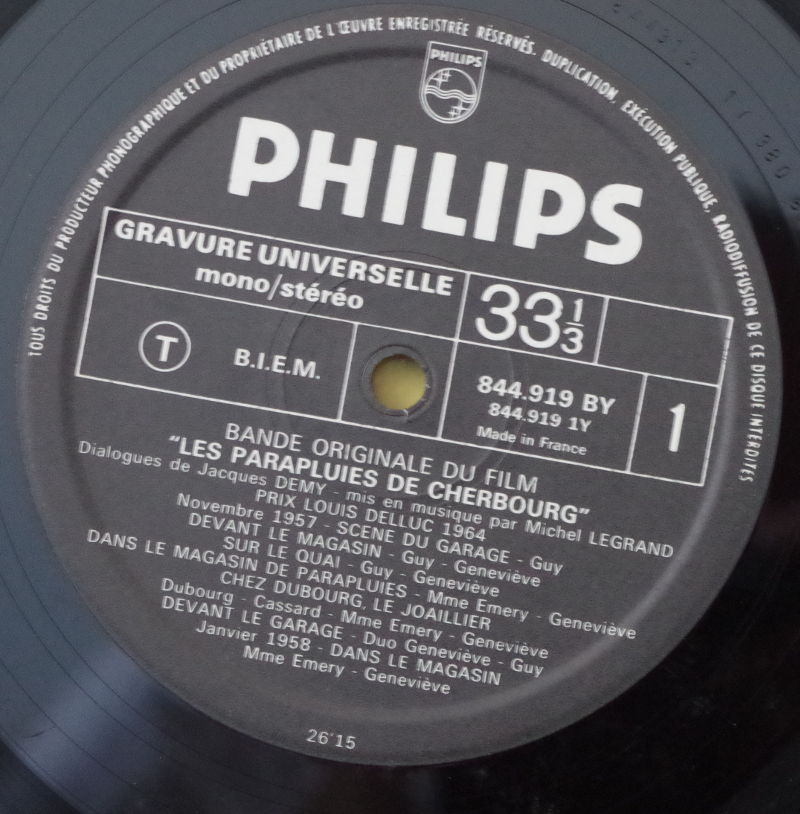 TOUS DROITS DU PRODUCTEUR PHONOGRAPHIQUE ET DU PROPRIÉTAIRE DE L'ŒUVRE ENREGISTRÉE RÉSERVÉS. DUPLICATION, EXÉCUTION PUBLIQUE, RADIODIFFUSION DE CE DISQUE INTERDITES
PHILIPS
PHILIPS
GRAVURE UNIVERSELLE
mono/stéréo
33 1/3
T
B.I.E.M.
844.919 BY
844.919 1Y
Made in France
1
BANDE ORIGINALE DU FILM
"LES PARAPLUIES DE CHERBOURG"
Dialogues de Jacques DEMY - mis en musique par Michel LEGRAND
PRIX LOUIS DELLUC 1964
Novembre 1957 - SCENE DU GARAGE - Guy
DEVANT LE MAGASIN - Guy - Geneviève
SUR LE QUAI - Guy - Geneviève
DANS LE MAGASIN DE PARAPLUIES - Mme Emery - Geneviève
CHEZ DUBOURG, LE JOAILLIER
Dubourg - Cassard - Mme Emery - Geneviève
DEVANT LE GARAGE - Duo Geneviève - Guy
Janvier 1958 - DANS LE MAGASIN
Mme Emery - Geneviève
26'15